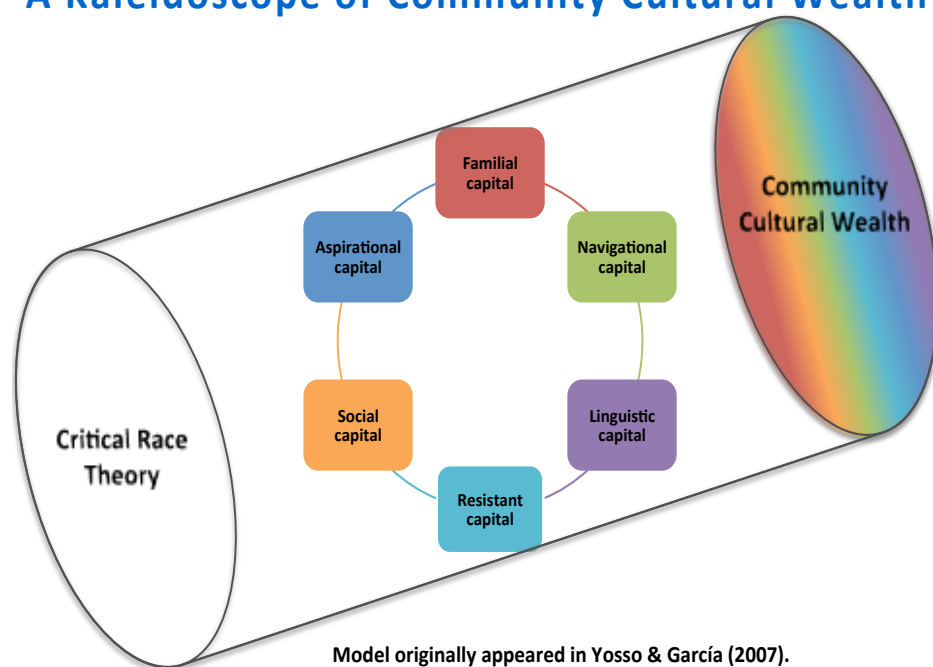 A Kaleidoscope of Community Cultural Wealth
Familial
capital
Aspirational
capital
Navigational
capital
Community
Cultural Wealth
Social
capital
Linguistic
capital
Critical Race
Theory
Resistant
capital
Model originally appeared in Yosso & García (2007).